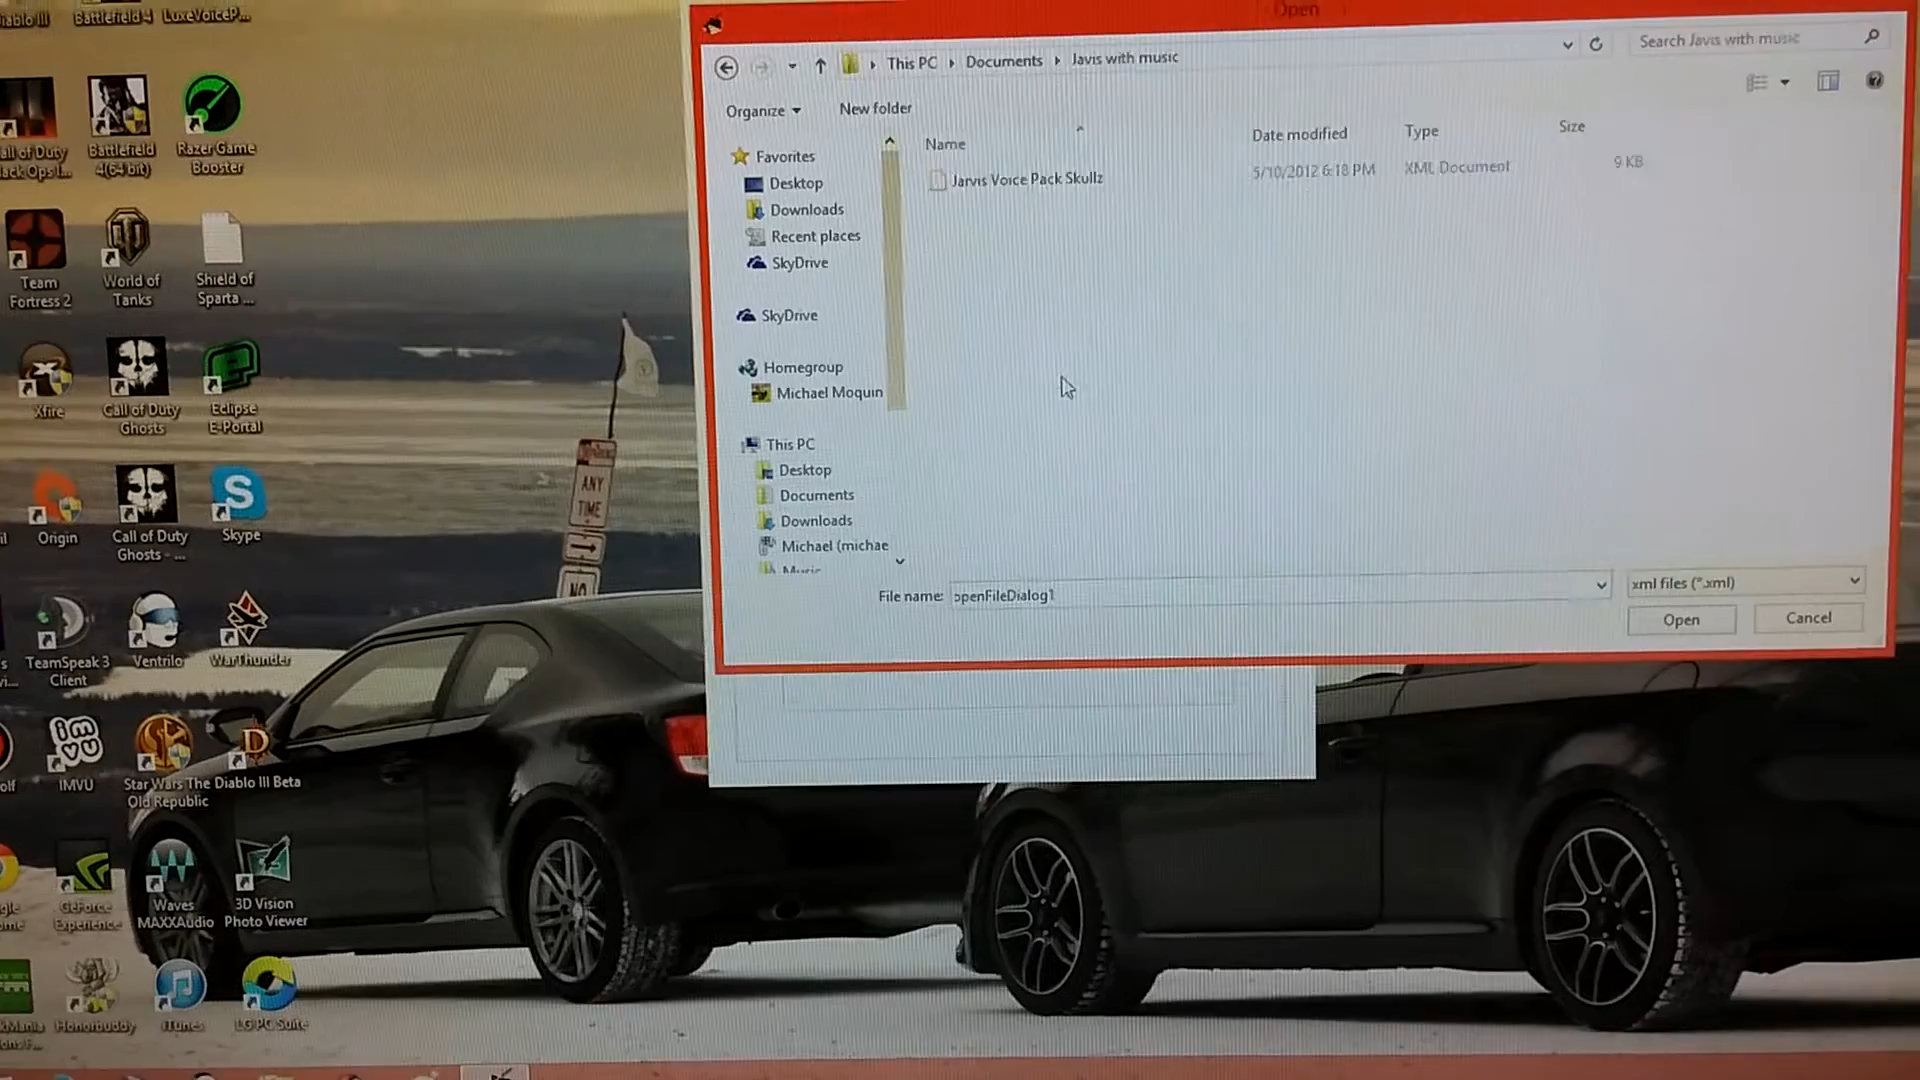 Diablo III
Battlefield 4
LuxeVoiceP...
Open
This PC
Documents
Javis with music
Search Javis with music
Organize
New folder
Name
Date modified
Type
Size
Jarvis Voice Pack Skullz
5/10/2012 6:18 PM
XML Document
9 KB
Favorites
Desktop
Downloads
Recent places
SkyDrive
SkyDrive
Homegroup
Michael Moquin
This PC
Desktop
Documents
Downloads
Michael (michae
Music
File name:
openFileDialog1
xml files (*.xml)
Open
Cancel
all of Duty
lack Ops I...
Battlefield
4(64 bit)
Razer Game
Booster
Team
Fortress 2
World of
Tanks
Shield of
Sparta ...
Xfire
Call of Duty
Ghosts
Eclipse
E-Portal
Origin
Call of Duty
Ghosts - ...
Skype
TeamSpeak 3
Client
Ventrilo
WarThunder
IMVU
Star Wars The
Old Republic
Diablo III Beta
GeForce
Experience
Waves
MAXXAudio
3D Vision
Photo Viewer
Honorbuddy
iTunes
LG PC Suite
ANY
TIME
NO
imvu